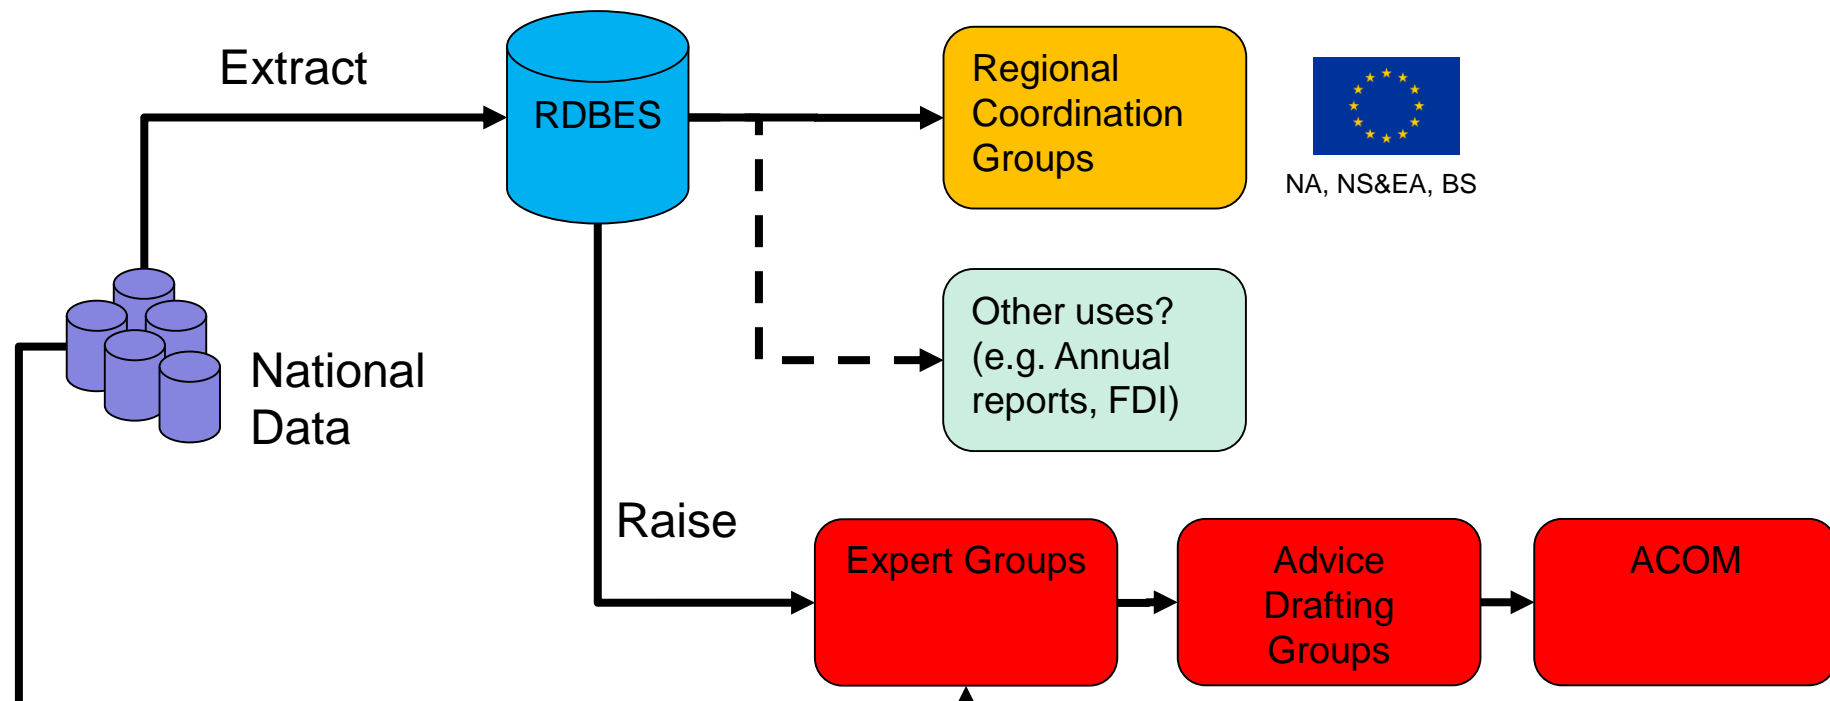 Extract
RDBES
Regional
Coordination
Groups
NA, NS&EA, BS
Other uses?
(e.g. Annual
reports, FDI)
National
Data
Raise
Expert Groups
Advice
Drafting
Groups
ACOM